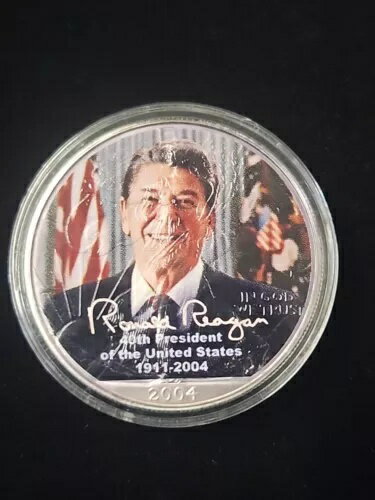 IN GOD
WE TRUST
Ronald Reagan
40th President
of the United States
1911-2004
2004